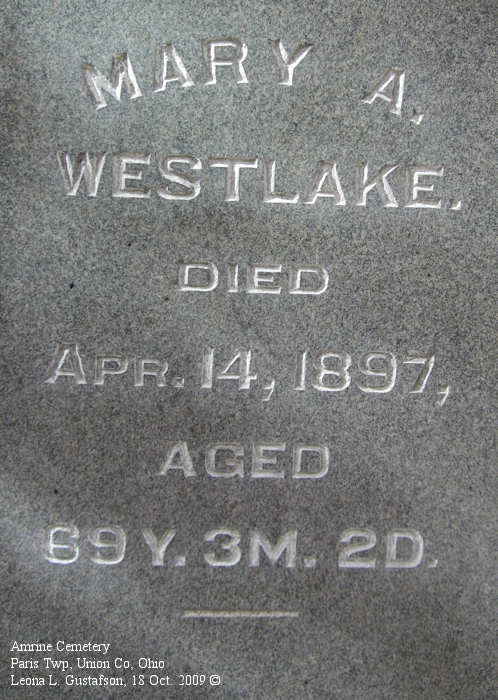 MARY A.
WESTLAKE.
DIED
APR. 14, 1897,
AGED
69Y. 3M. 2D.
Amrine Cemetery
Paris Twp, Union Co, Ohio
Leona L. Gustafson, 18 Oct. 2009 ©